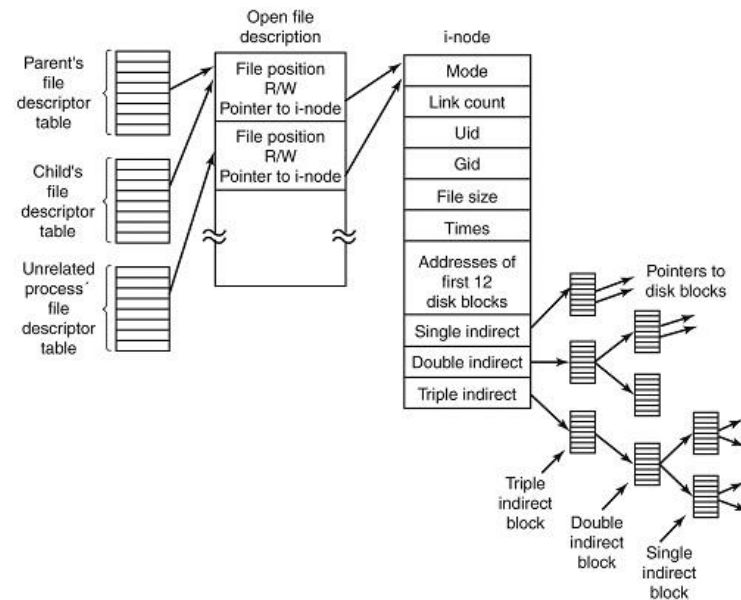 Open file
description
i-node
Parent's
file
descriptor
table
Child's
file
descriptor
table
Unrelated
process´
file
descriptor
table
File position
R/W
Pointer to i-node
File position
R/W
Pointer to i-node
Mode
Link count
Uid
Gid
File size
Times
Addresses of
first 12
disk blocks
Single indirect
Double indirect
Triple indirect
Pointers to
disk blocks
Triple
indirect
block
Double
indirect
block
Single
indirect
block